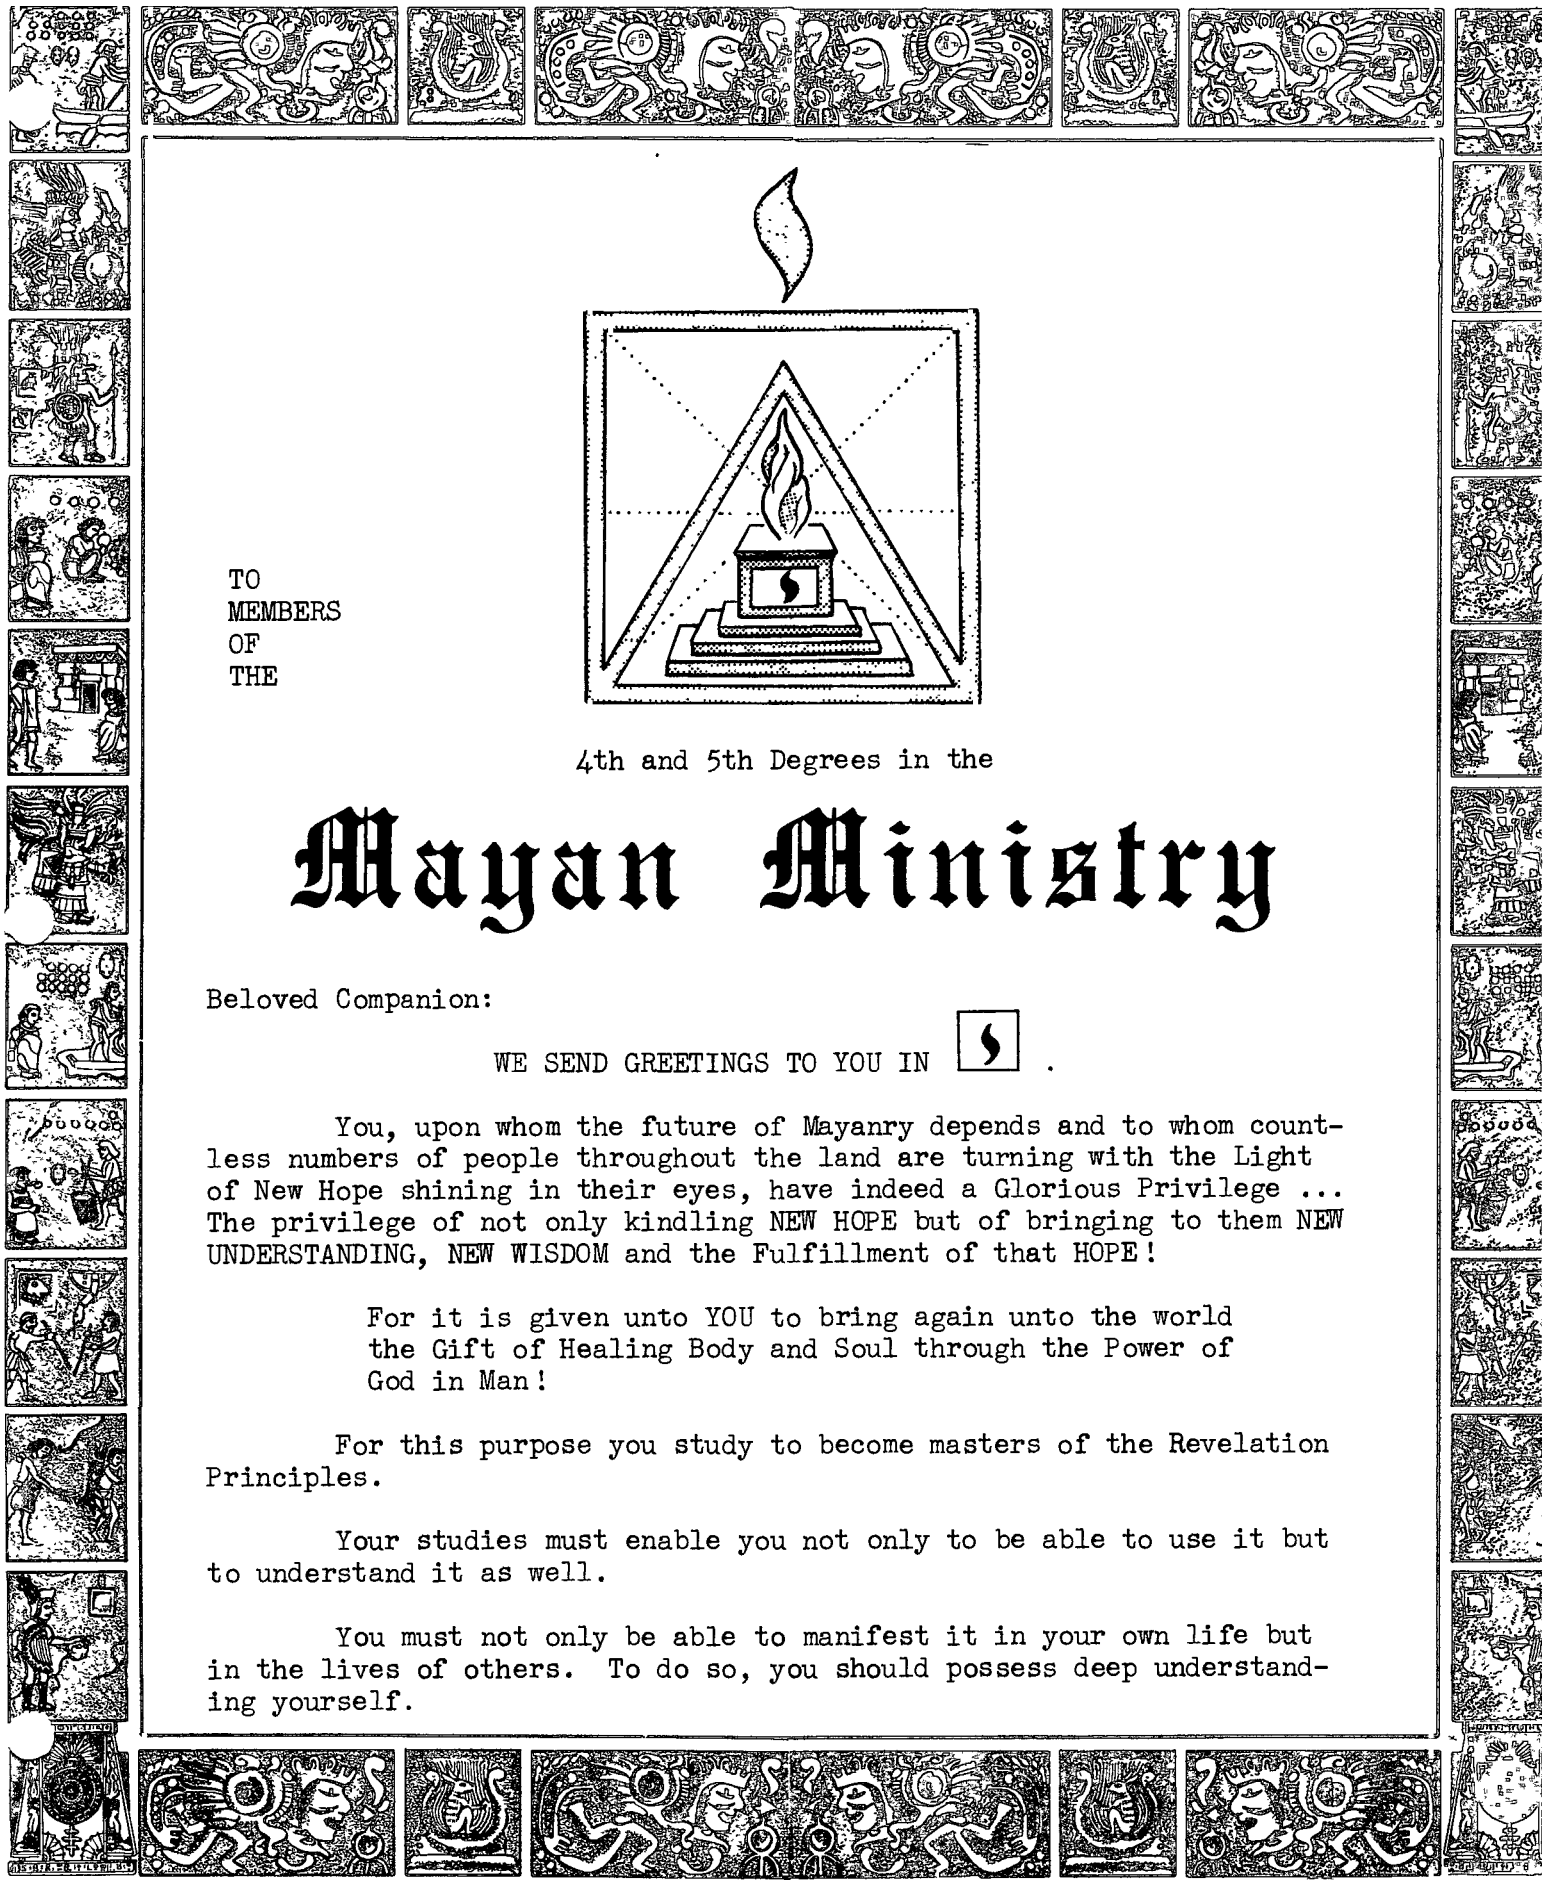 TO
MEMBERS
OF
THE
4th and 5th Degrees in the
Mayan Ministry
Beloved Companion:
WE SEND GREETINGS TO YOU IN .
You, upon whom the future of Mayanry depends and to whom count-
less numbers of people throughout the land are turning with the Light
of New Hope shining in their eyes, have indeed a Glorious Privilege ...
The privilege of not only kindling NEW HOPE but of bringing to them NEW
UNDERSTANDING, NEW WISDOM and the Fulfillment of that HOPE!
For it is given unto YOU to bring again unto the world
the Gift of Healing Body and Soul through the Power of
God in Man!
For this purpose you study to become masters of the Revelation
Principles.
Your studies must enable you not only to be able to use it but
to understand it as well.
You must not only be able to manifest it in your own life but
in the lives of others. To do so, you should possess deep understand-
ing yourself.